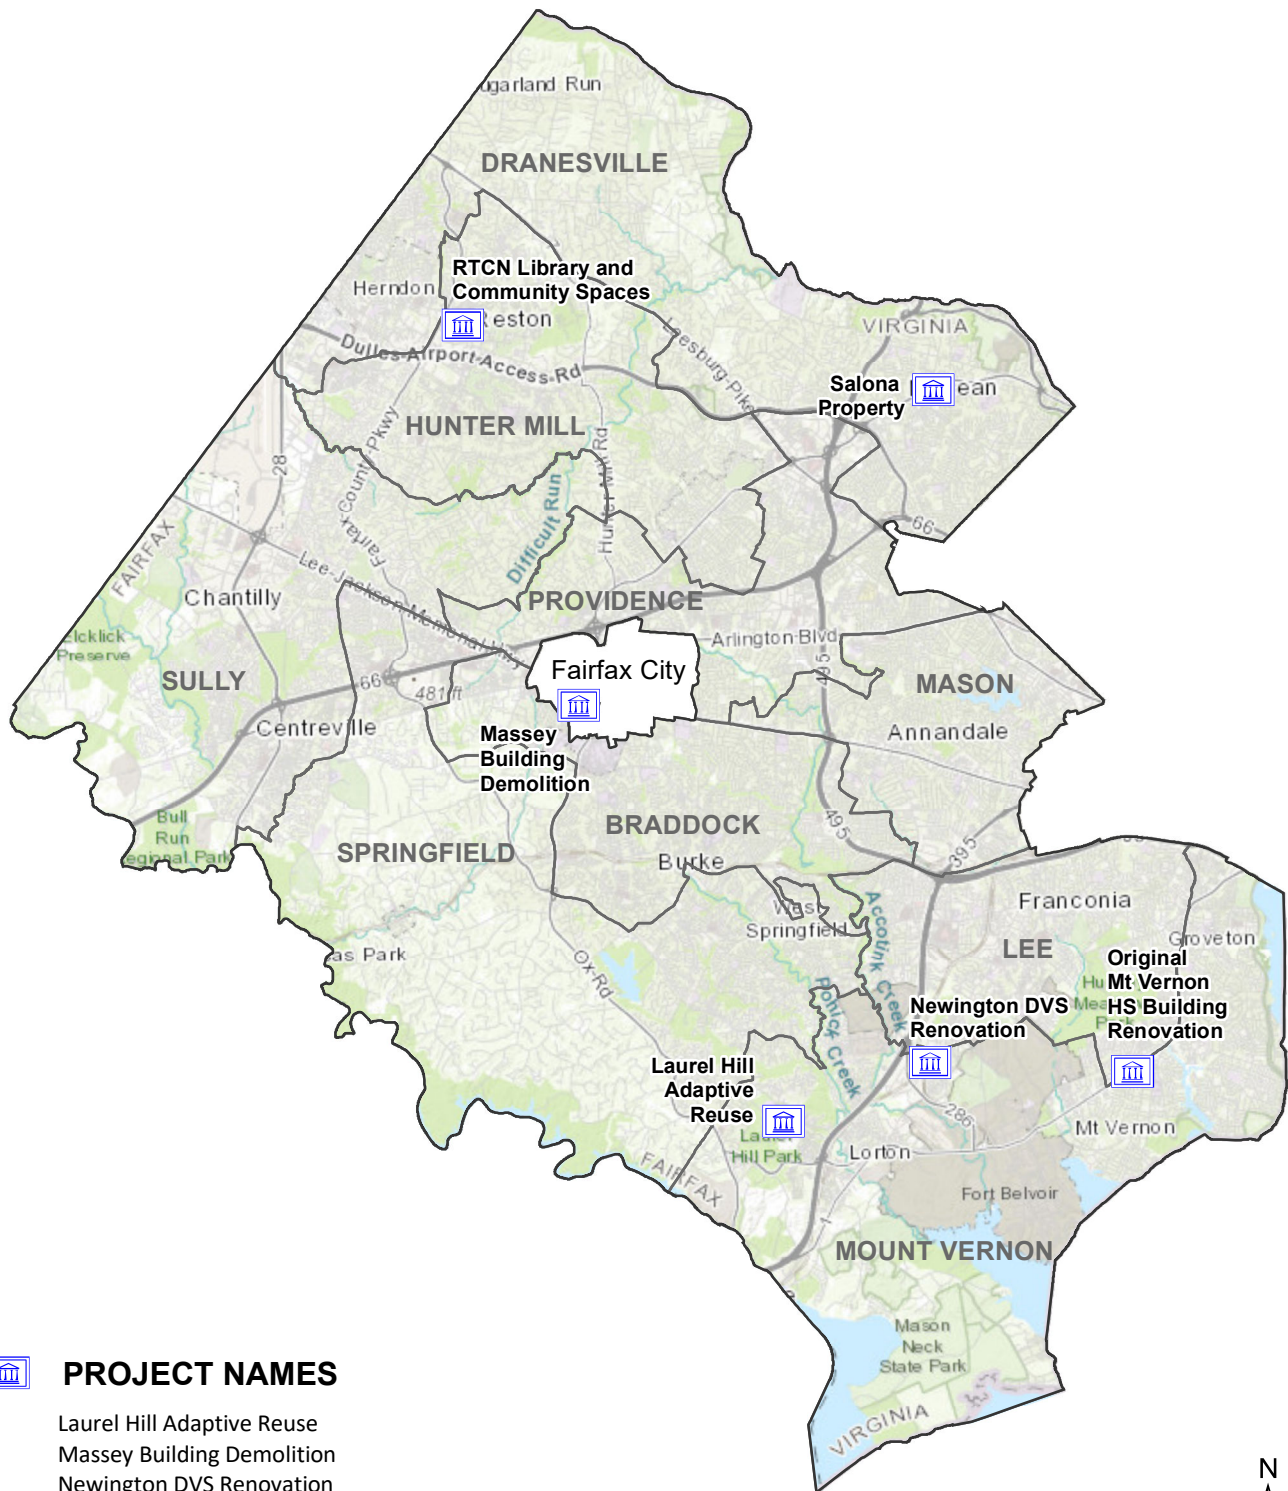 ugarland Run
DRANESVILLE
RTCN Library and
Community Spaces
Herndon
eston
VIRGINIA
Leesburg-Pike
Dulles-Airport-Access-Rd
Salona
Property
ean
HUNTER MILL
Fairfax-County-Pkwy
28
Hunter Mill Rd
Difficult Run
66
FAIRFAX
Lee-Jackson-Memorial-Hwy
Chantilly
PROVIDENCE
Arlington-Blvd
Elcklick
Preserve
Fairfax City
495
SULLY
66
481 ft
MASON
Centreville
Annandale
Massey
Building
Demolition
Bull
Run
egional Park
BRADDOCK
495
395
SPRINGFIELD
Burke
Franconia
West
Springfield
Accotink Creek
Groveton
LEE
as Park
Ox-Rd
Original
Mt Vernon
HS Building
Renovation
Hu
Mea
P
Pohick Creek
Newington DVS
Renovation
Laurel Hill
Adaptive
Reuse
286
Mt Vernon
Laurel
Hill Park
Lorton
FAIRFAX
Fort Belvoir
1
MOUNT VERNON
Mason
Neck
State Park
VIRGINIA
PROJECT NAMES
Laurel Hill Adaptive Reuse
Massey Building Demolition
Newington DVS Renovation
N